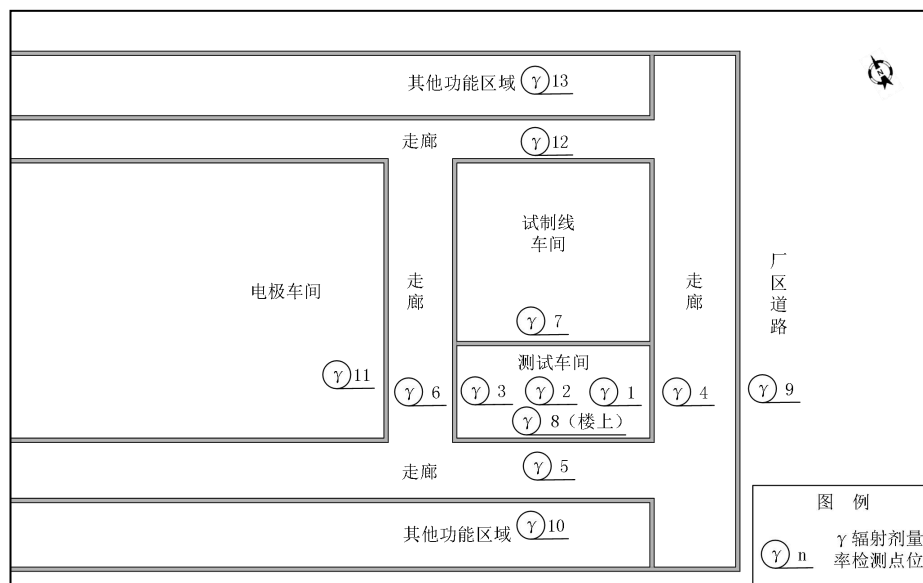 其他功能区域 γ 13
走廊 γ 12
试制线
车间
电极车间
走
廊
走
廊
厂
区
道
路
γ 7
测试车间
γ 11
γ 6
γ 3
γ 2
γ 1
γ 4
γ 9
γ 8（楼上）
走廊 γ 5
其他功能区域 γ 10
图 例
γ n
γ辐射剂量
率检测点位